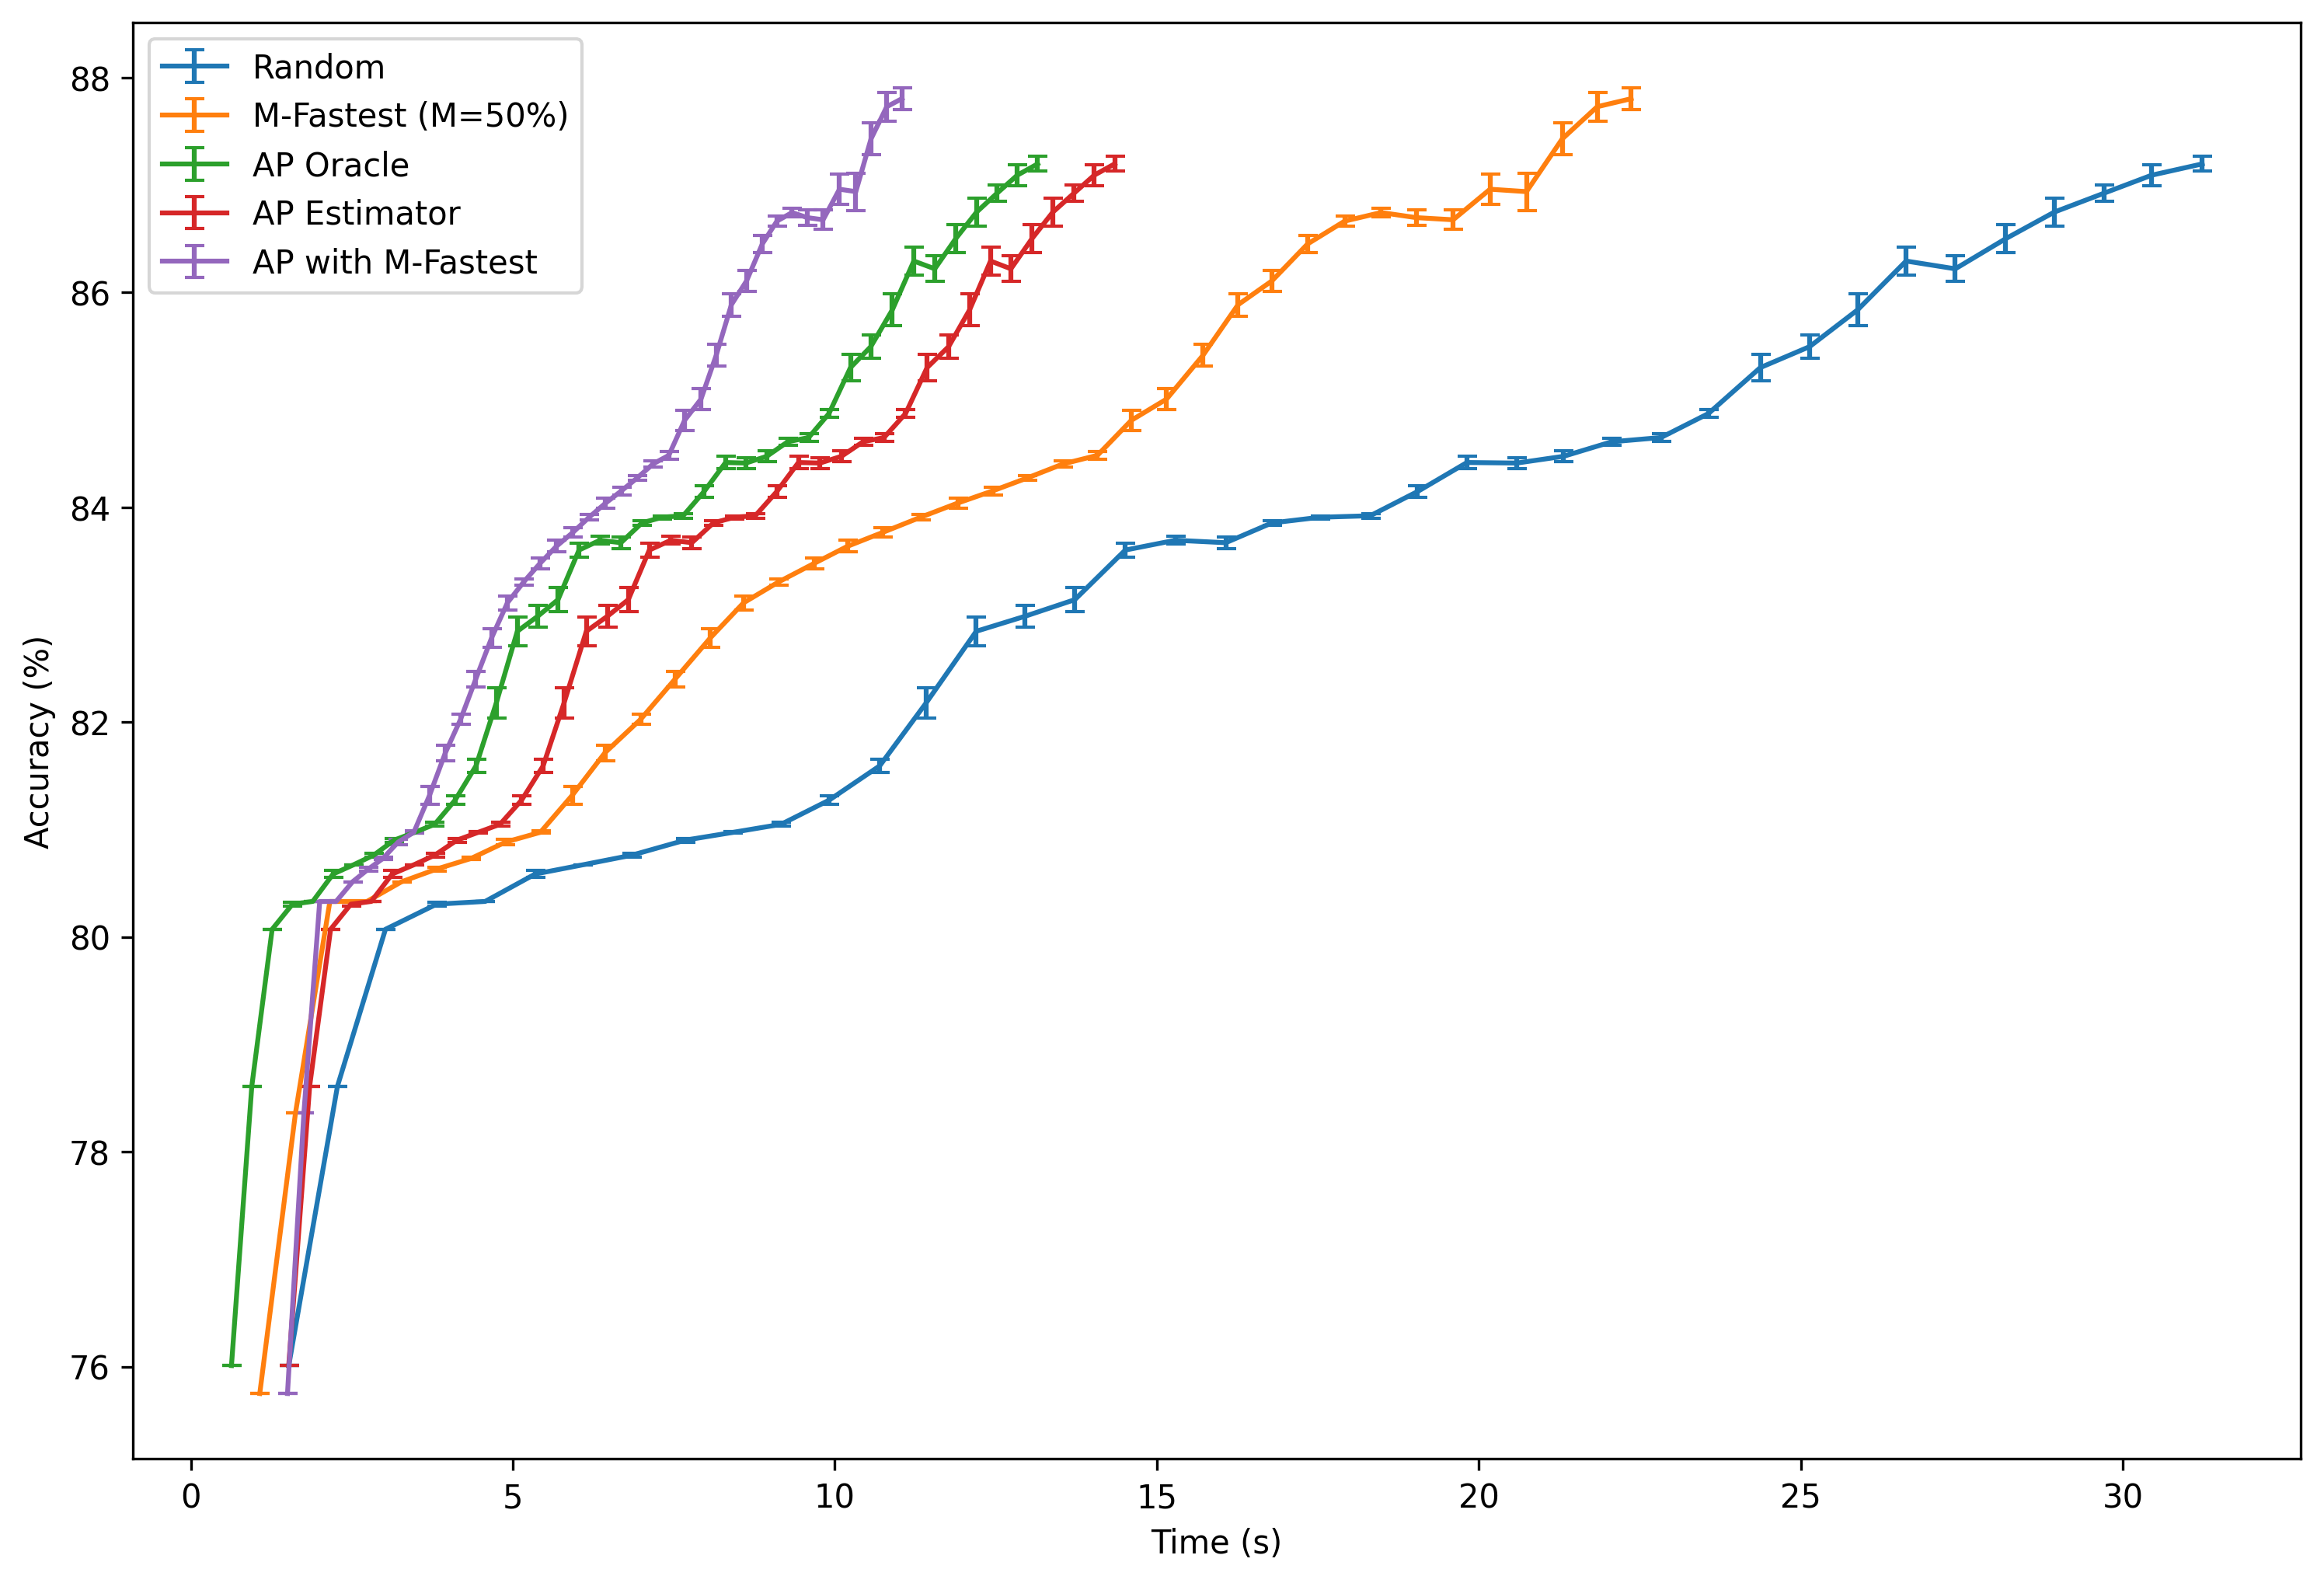 Random
M-Fastest (M=50%)
AP Oracle
AP Estimator
AP with M-Fastest
88
86
84
82
80
78
76
Accuracy (%)
0 5 10 15 20 25 30
Time (s)